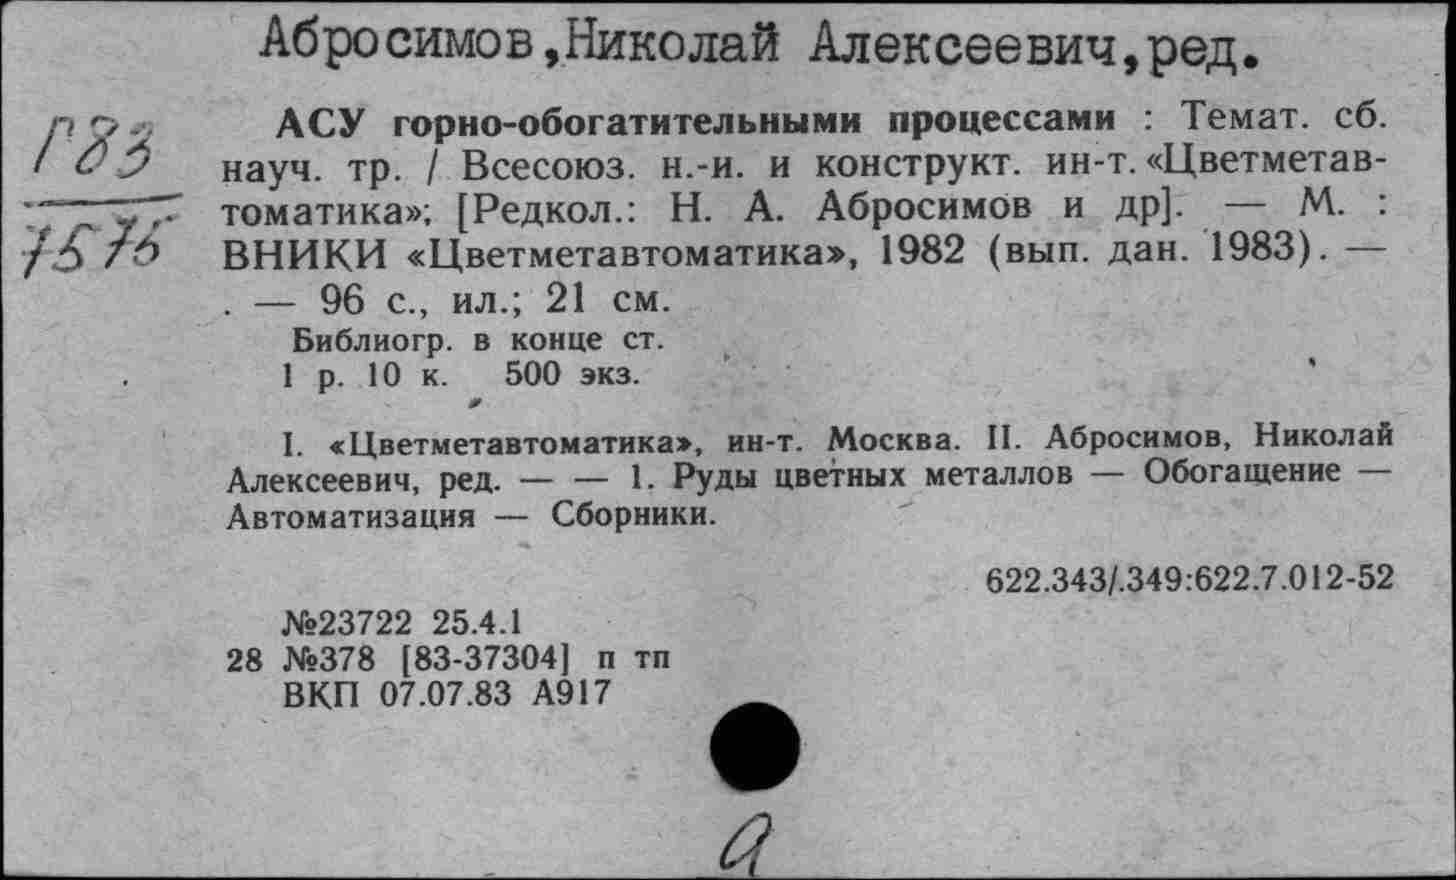 Абросимов,Николай Алексеевич,ред.
Г83
АСУ горно-обогатительными процессами : Темат. сб.
науч. тр. / Всесоюз. н.-и. и конструкт. ин-т. «Цветметав-
томатика»; [Редкол.: Н. А. Абросимов и др]. — М. :
ВНИКИ «Цветметавтоматика», 1982 (вып. дан. 1983). —
. — 96 с., ил.; 21 см.
Библиогр. в конце ст.
1 р. 10 к. 500 экз.
I. «Цветметавтоматика», ин-т. Москва. II. Абросимов, Николай
Алексеевич, ред. — — 1. Руды цветных металлов — Обогащение —
Автоматизация — Сборники.
622.343/.349:622.7.012-52
№23722 25.4.1
28 №378 [83-37304] п тп
ВКП 07.07.83 А917